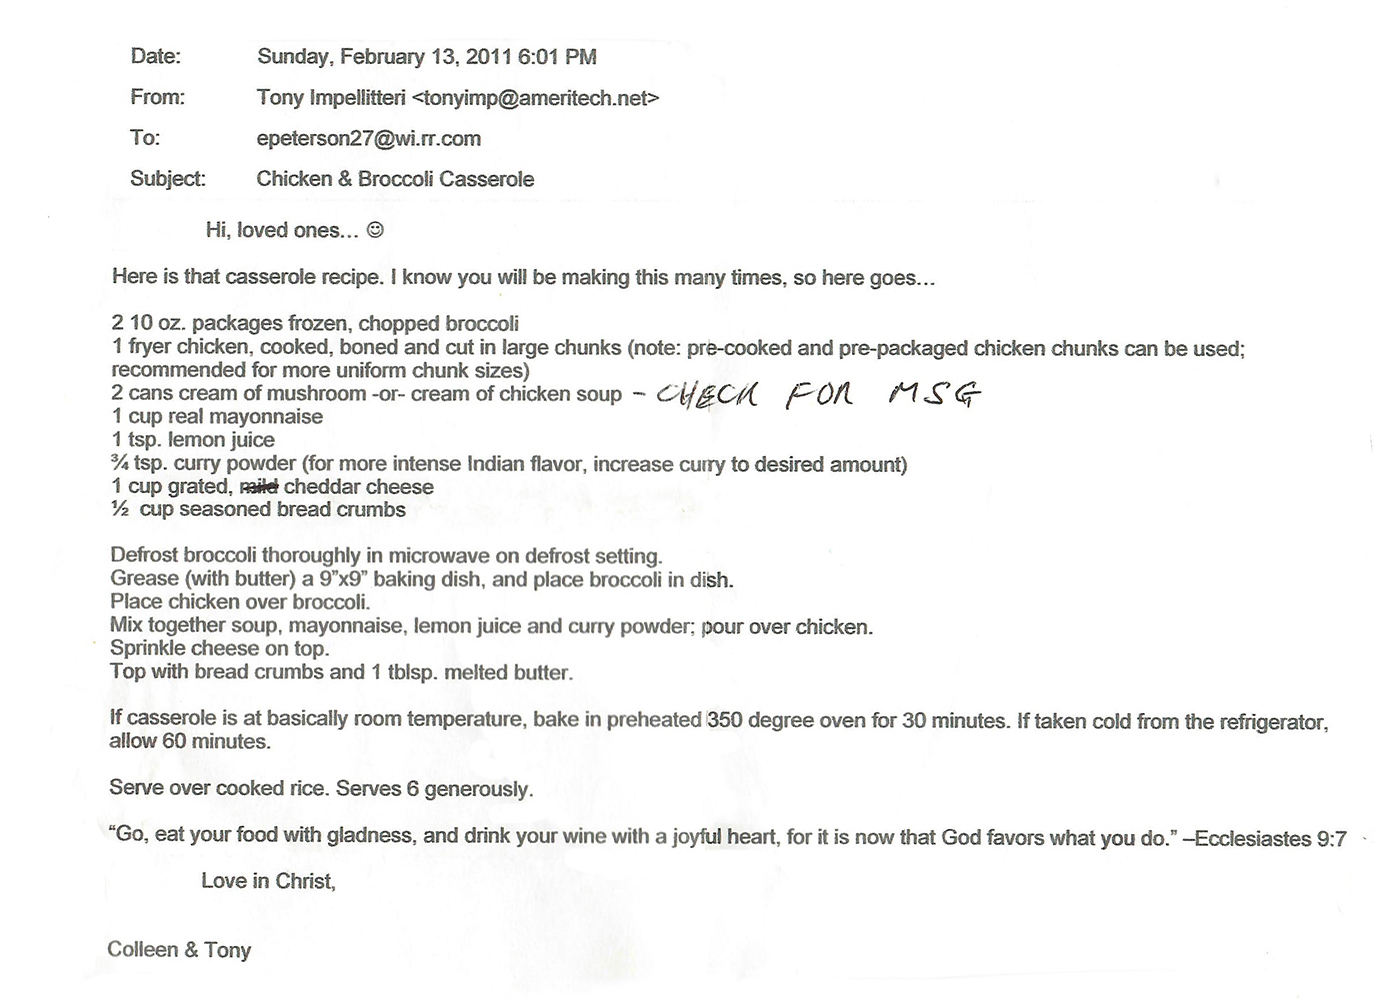 Date: Sunday, February 13, 2011 6:01 PM
From: Tony Impellitteri <tonyimp@ameritech.net>
To: epeterson27@wi.rr.com
Subject: Chicken & Broccoli Casserole
Hi, loved ones... ☺
Here is that casserole recipe. I know you will be making this many times, so here goes...
2 10 oz. packages frozen, chopped broccoli
1 fryer chicken, cooked, boned and cut in large chunks (note: pre-cooked and pre-packaged chicken chunks can be used;
recommended for more uniform chunk sizes)
2 cans cream of mushroom -or- cream of chicken soup – CHECK FOR MSG
1 cup real mayonnaise
1 tsp. lemon juice
¾ tsp. curry powder (for more intense Indian flavor, increase curry to desired amount)
1 cup grated, mild cheddar cheese
½ cup seasoned bread crumbs
Defrost broccoli thoroughly in microwave on defrost setting.
Grease (with butter) a 9”x9” baking dish, and place broccoli in dish.
Place chicken over broccoli.
Mix together soup, mayonnaise, lemon juice and curry powder; pour over chicken.
Sprinkle cheese on top.
Top with bread crumbs and 1 tblsp. melted butter.
If casserole is at basically room temperature, bake in preheated 350 degree oven for 30 minutes. If taken cold from the refrigerator,
allow 60 minutes.
Serve over cooked rice. Serves 6 generously.
“Go, eat your food with gladness, and drink your wine with a joyful heart, for it is now that God favors what you do.” –Ecclesiastes 9:7
Love in Christ,
Colleen & Tony